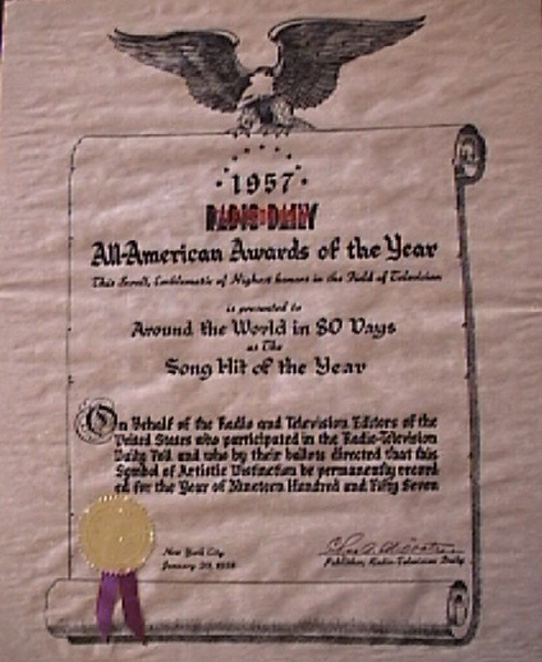 1957
RADIO-DAILY
All-American Awards of the Year
This Scroll, Emblematic of Highest honors in the Field of Television
is presented to
Around the World in 80 Days
as The
Song Hit of the Year
On Behalf of the Radio and Television Editors of the
United States who participated in the Radio-Television
Daily Poll and who by their ballots directed that this
Symbol of Artistic Distinction be permanently record
ed for the Year of Nineteen Hundred and Fifty Seven
New York City
January 1958
Publisher, Radio-Television Daily